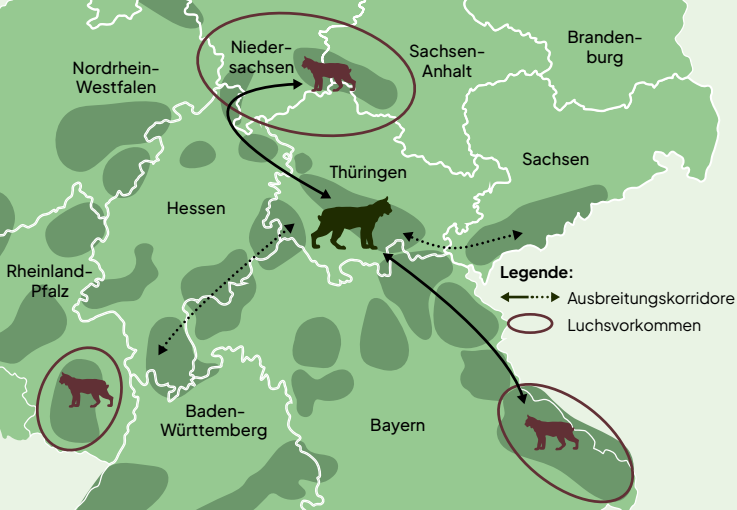 Nordrhein-
Westfalen
Nieder-
sachsen
Sachsen-
Anhalt
Branden-
burg
Thüringen
Sachsen
Hessen
Rheinland-
Pfalz
Legende:
Ausbreitungskorridore
Luchsvorkommen
Baden-
Württemberg
Bayern